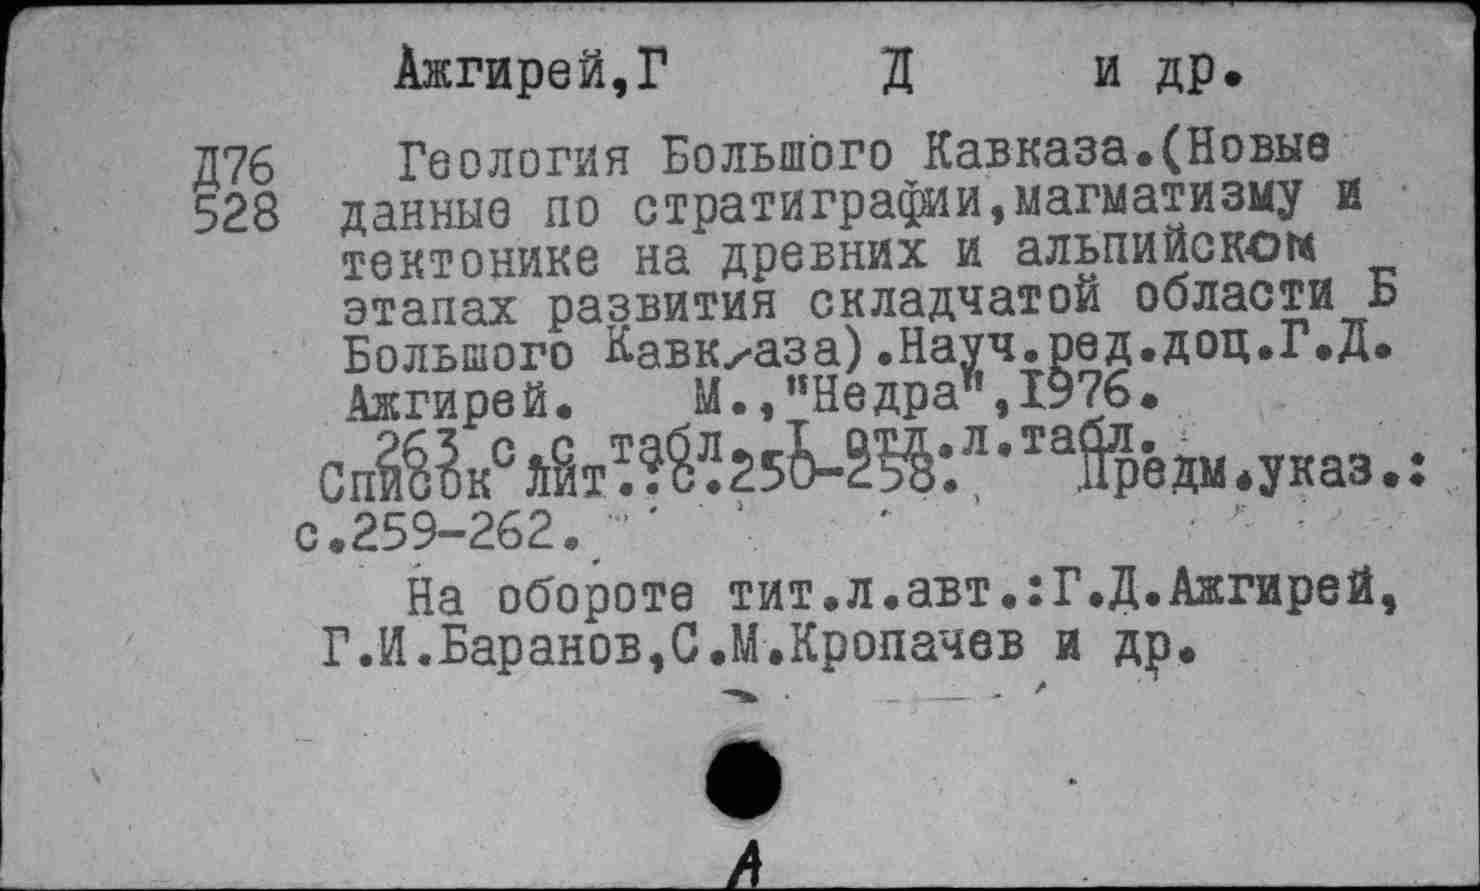 Ажгирей,Г Д и др.
Д76 Геология Большого Кавказа.(Новые
528 данные по стратиграфии,магматизму и
тектонике на древних и альпийском
этапах развития складчатой области Б
Большого Кавк аза).Науч.ред.доц.Г.Д.
Ажгирей. М.,"Недра",1976.
263 с.с табл. I отд.л.табл.
Список лит.:с.250-258. Предм.указ.:
с.259-262.
На обороте тит.л.авт.:Г.Д.Ажгирей,
Г.И.Баранов,С.М.Кропачев и др.
А